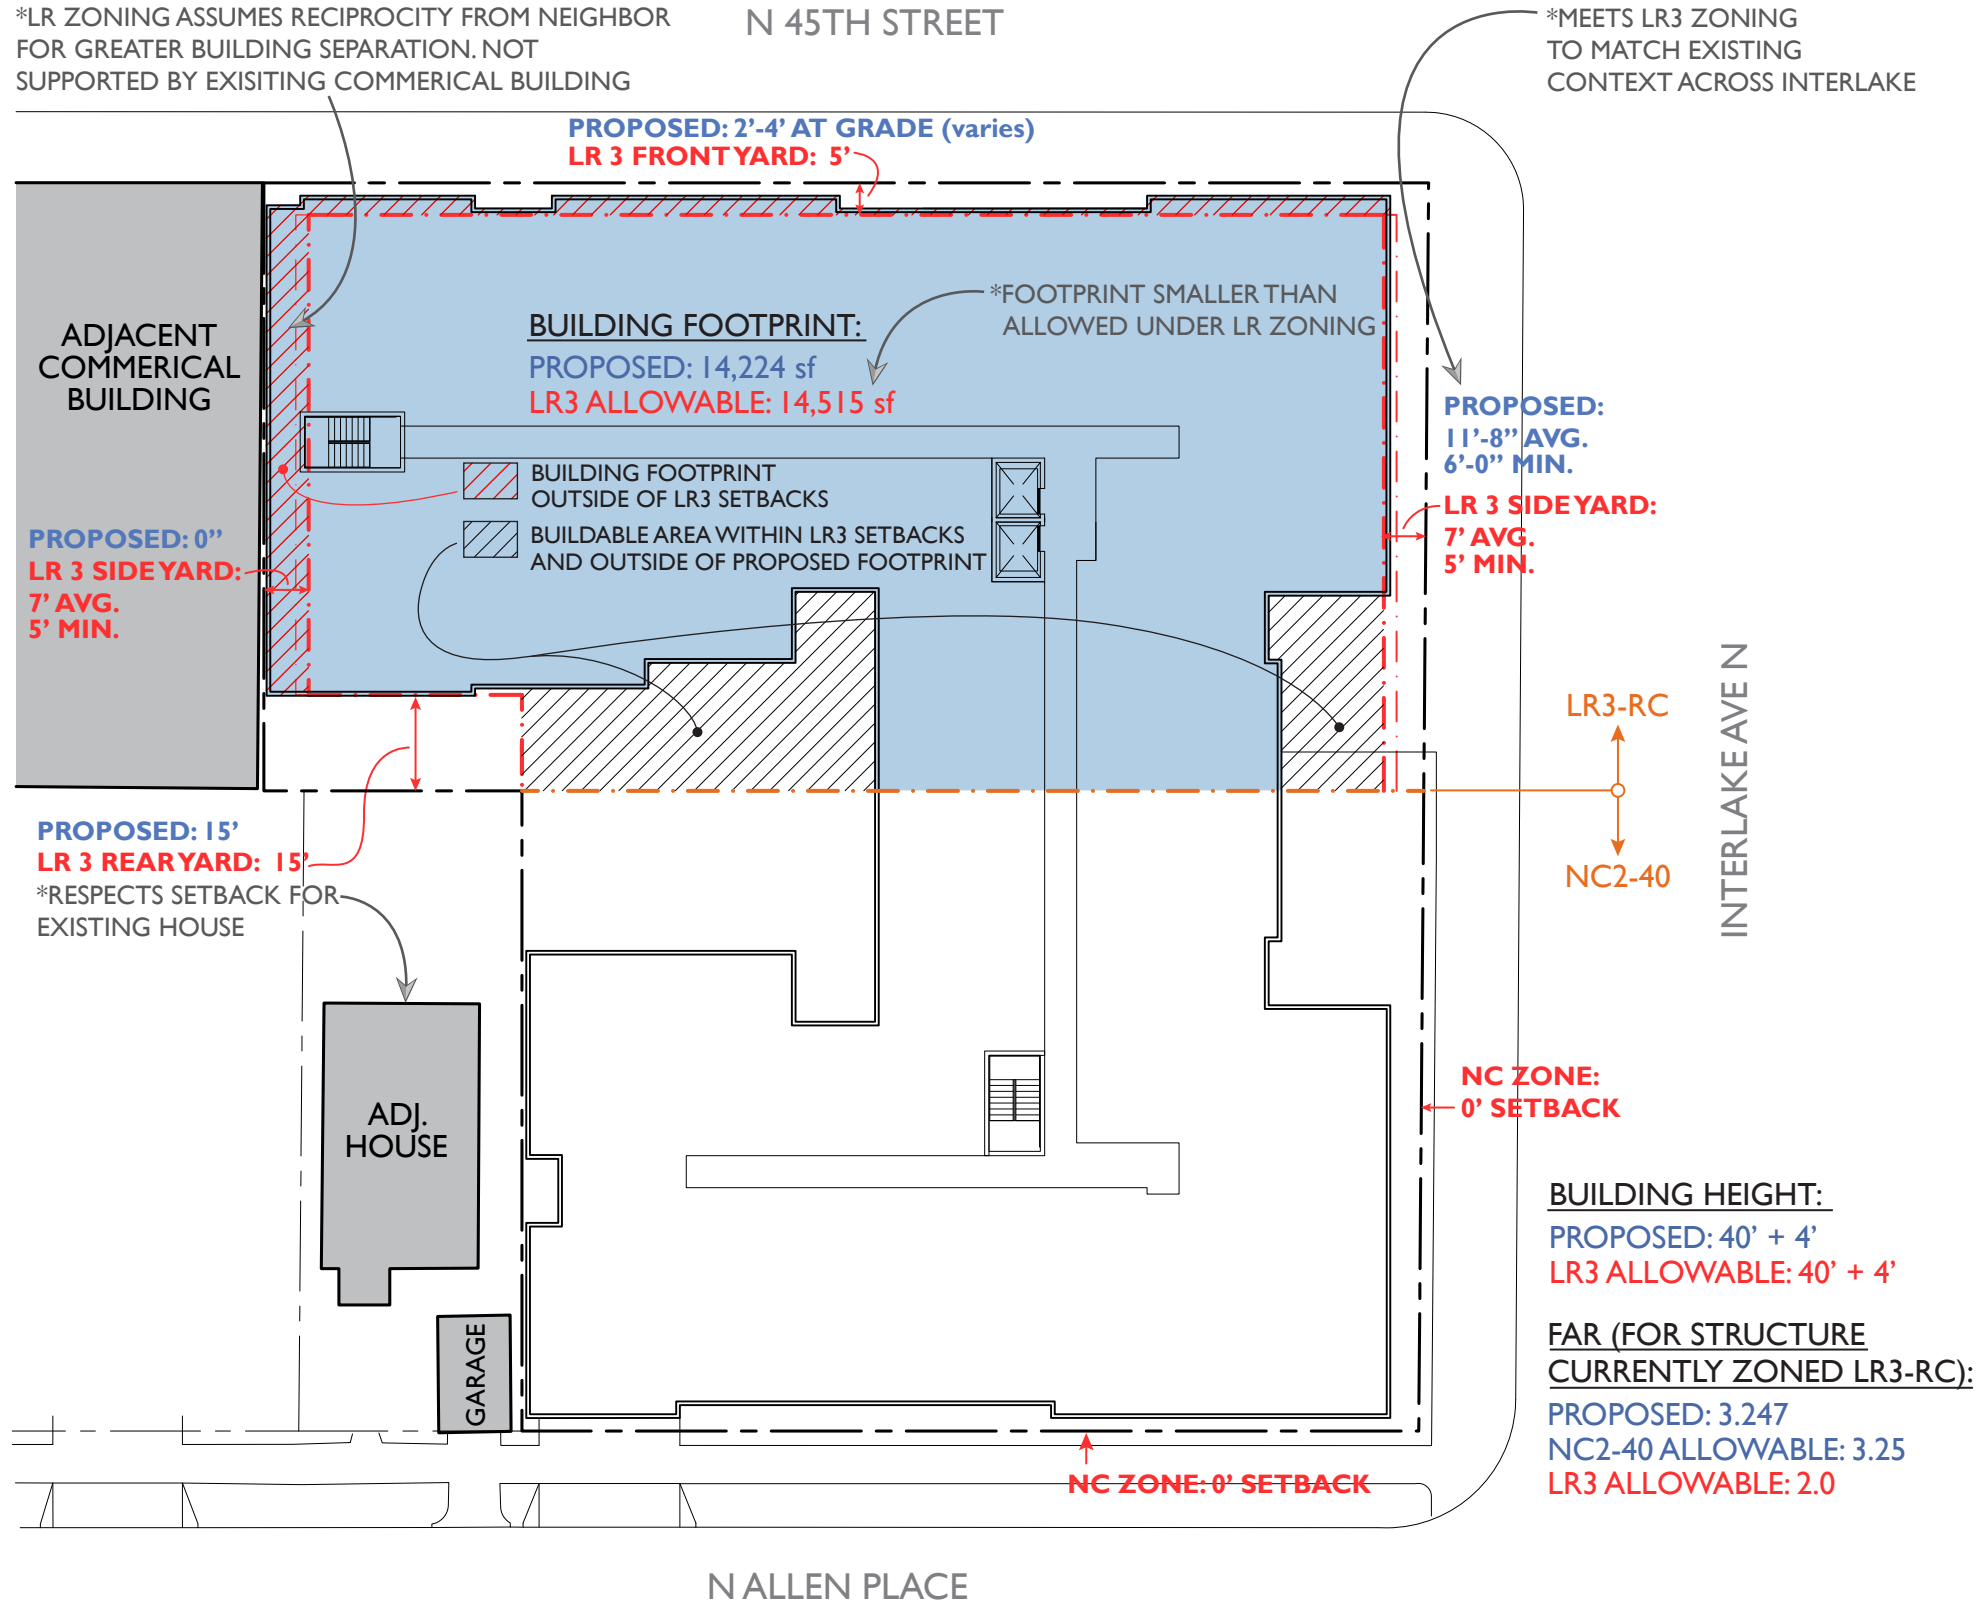 *LR ZONING ASSUMES RECIPROCITY FROM NEIGHBOR
FOR GREATER BUILDING SEPARATION. NOT
SUPPORTED BY EXISITING COMMERICAL BUILDING
N 45TH STREET
*MEETS LR3 ZONING
TO MATCH EXISTING
CONTEXT ACROSS INTERLAKE
PROPOSED: 2'-4' AT GRADE (varies)
LR 3 FRONT YARD: 5'
ADJACENT
COMMERICAL
BUILDING
BUILDING FOOTPRINT:
PROPOSED: 14,224 sf
LR3 ALLOWABLE: 14,515 sf
*FOOTPRINT SMALLER THAN
ALLOWED UNDER LR ZONING
BUILDING FOOTPRINT
OUTSIDE OF LR3 SETBACKS
BUILDABLE AREA WITHIN LR3 SETBACKS
AND OUTSIDE OF PROPOSED FOOTPRINT
PROPOSED:
11'-8" AVG.
6'-0" MIN.
LR 3 SIDE YARD:
7' AVG.
5' MIN.
PROPOSED: 0"
LR 3 SIDE YARD:
7' AVG.
5' MIN.
LR3-RC
NC2-40
INTERLAKE AVE N
PROPOSED: 15'
LR 3 REAR YARD: 15'
*RESPECTS SETBACK FOR
EXISTING HOUSE
ADJ.
HOUSE
GARAGE
NC ZONE:
0' SETBACK
BUILDING HEIGHT:
PROPOSED: 40' + 4'
LR3 ALLOWABLE: 40' + 4'
FAR (FOR STRUCTURE
CURRENTLY ZONED LR3-RC):
PROPOSED: 3.247
NC2-40 ALLOWABLE: 3.25
LR3 ALLOWABLE: 2.0
NC ZONE: 0' SETBACK
N ALLEN PLACE